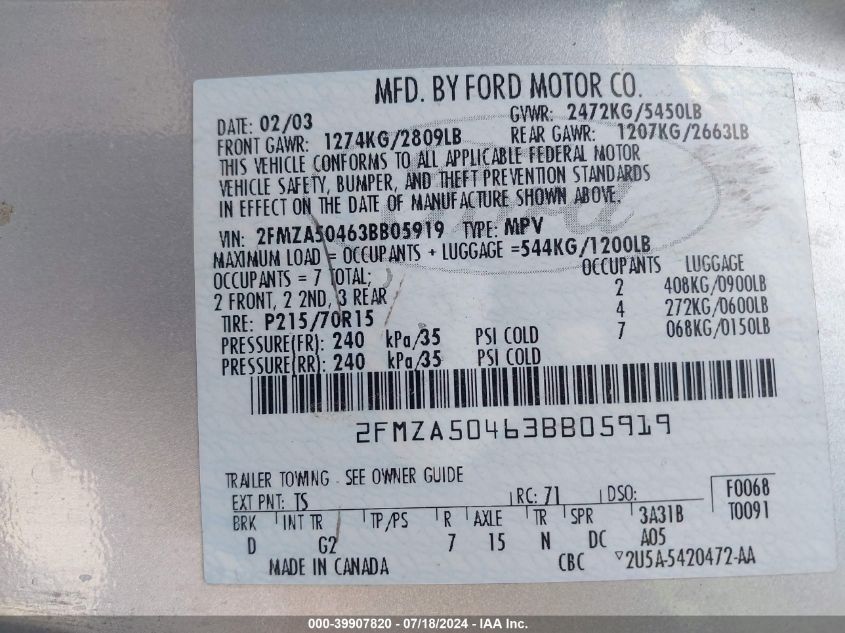 MFD. BY FORD MOTOR CO.
DATE: 02/03 GVWR: 2472KG/5450LB
FRONT GAWR: 1274KG/2809LB REAR GAWR: 1207KG/2663LB
THIS VEHICLE CONFORMS TO ALL APPLICABLE FEDERAL MOTOR
VEHICLE SAFETY, BUMPER, AND THEFT PREVENTION STANDARDS
IN EFFECT ON THE DATE OF MANUFACTURE SHOWN ABOVE.
VIN: 2FMZA50463BB05919 TYPE: MPV
MAXIMUM LOAD = OCCUPANTS + LUGGAGE =544KG/1200LB
OCCUPANTS = 7 TOTAL; OCCUPANTS LUGGAGE
2 FRONT, 2 2ND, 3 REAR 2 408KG/0900LB
TIRE: P215/70R15 4 272KG/0600LB
PRESSURE(FR): 240 kPa/35 PSI COLD 7 068KG/0150LB
PRESSURE(RR): 240 kPa/35 PSI COLD
2FMZA50463BB05919
TRAILER TOWING - SEE OWNER GUIDE
EXT PNT: TS RC: 71 DSO: F0068
BRK INT TR TP/PS R AXLE TR SPR 3A31B T0091
D G2 7 15 N DC A05
MADE IN CANADA CBC ▽2U5A-5420472-AA
Ford
000-39907820 - 07/18/2024 - IAA Inc.